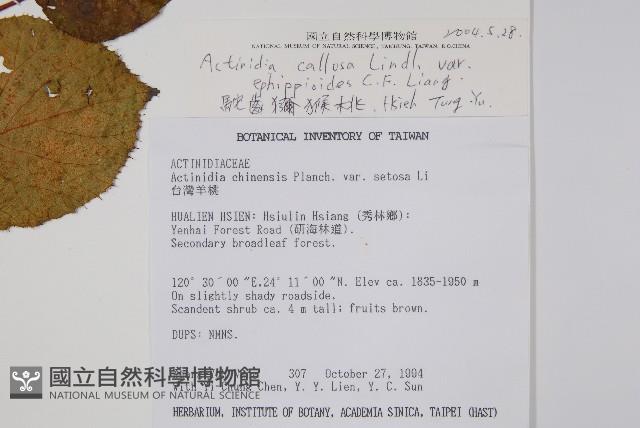 國立自然科學博物館
NATIONAL MUSEUM OF NATURAL SCIENCE, TAICHUNG, TAIWAN, R.O.CHINA
2004.5.28.
Actinidia callosa Lindl. var.
ephippioides C.F. Liang.
齒獼猴桃. Hsieh Tung-Yu.
BOTANICAL INVENTORY OF TAIWAN
ACTINIDIACEAE
Actinidia chinensis Planch. var. setosa Li
台灣羊桃
HUALIEN HSIEN: Hsiulin Hsiang (秀林鄉):
Yenhai Forest Road (研海林道).
Secondary broadleaf forest.
120° 30´00 "E.24° 11´00 "N. Elev ca. 1835-1950 m
On slightly shady roadside.
Scandent shrub ca. 4 m tall; fruits brown.
DUPS: NMNS.
307 October 27, 1994
With Yi Chung Chen, Y. Y. Lien, Y. C. Sun
HERBARIUM, INSTITUTE OF BOTANY, ACADEMIA SINICA, TAIPEI (HAST)
國立自然科學博物館
NATIONAL MUSEUM OF NATURAL SCIENCE